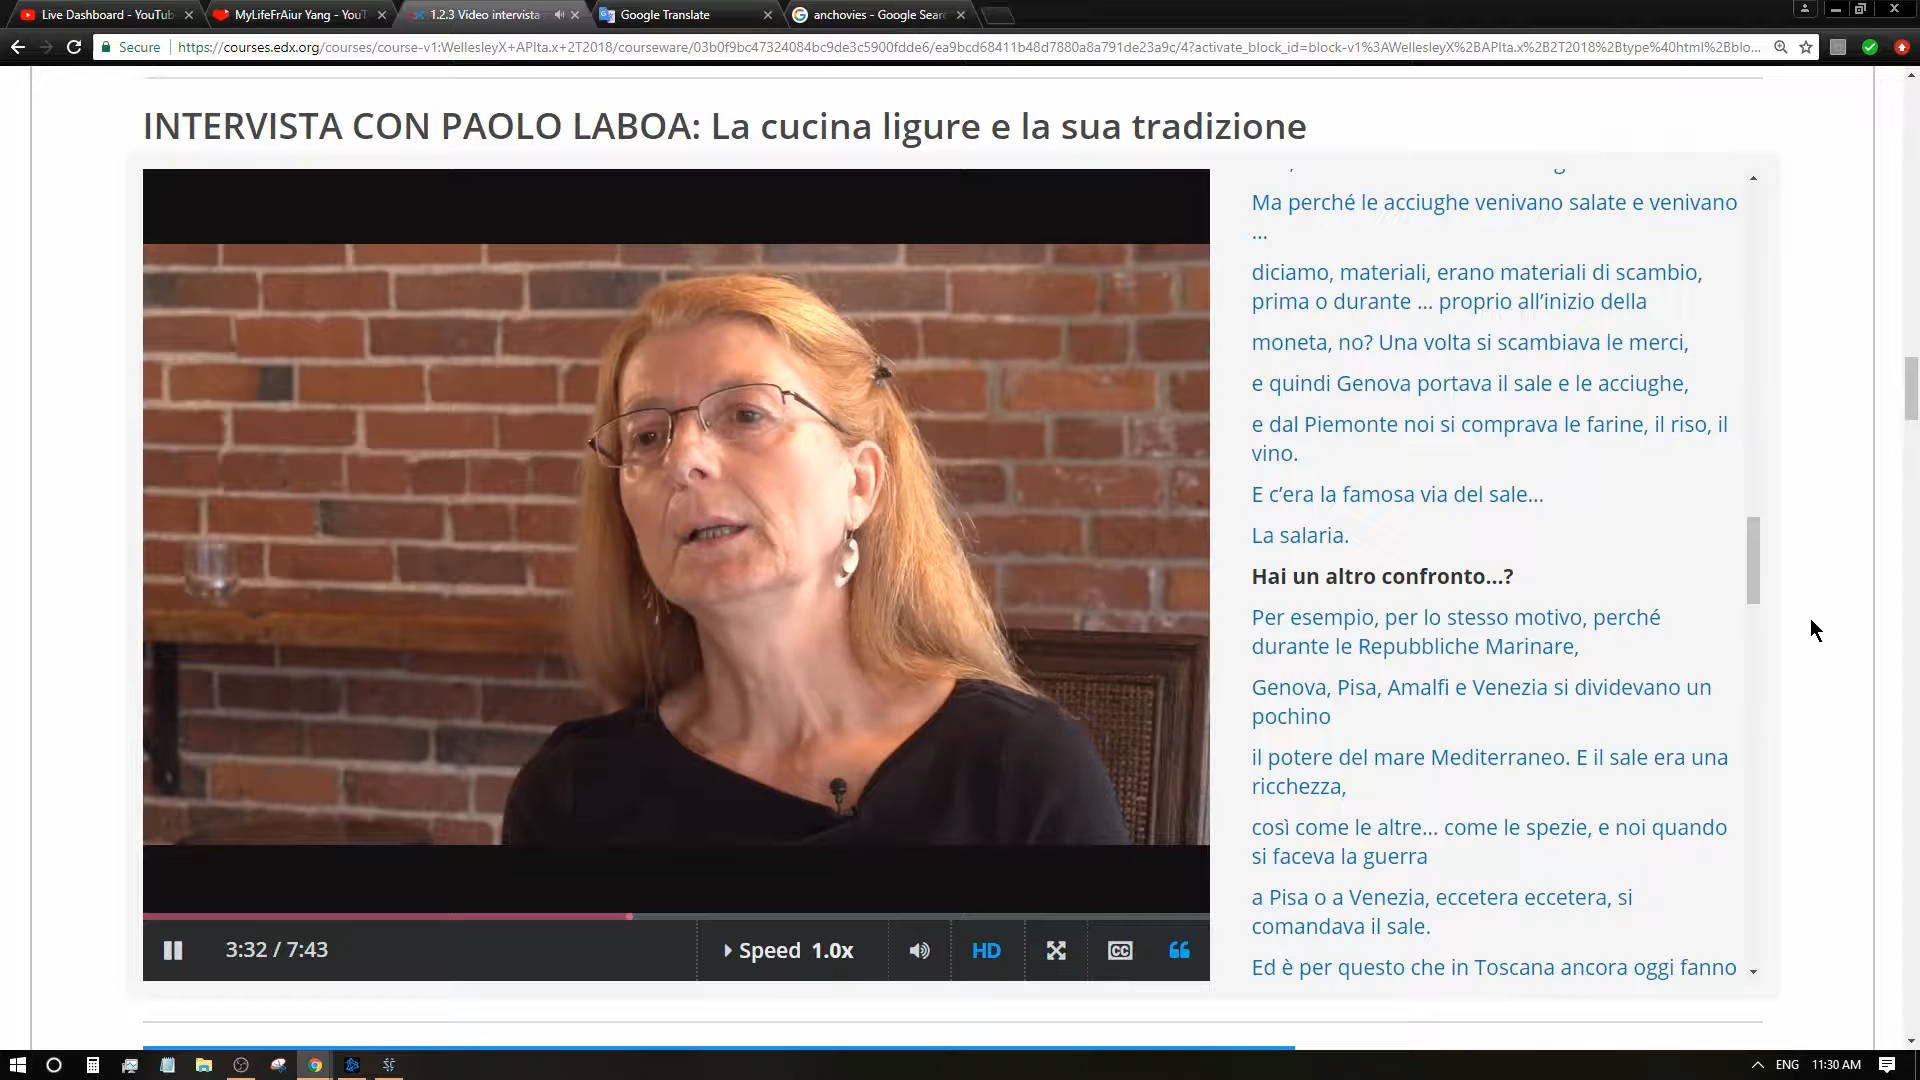 Live Dashboard - YouTub
MyLifeFrAiur Yang - YouT
1.2.3 Video intervista
Google Translate
anchovies - Google Sear
Secure
https://courses.edx.org/courses/course-v1:WellesleyX+APIta.x+2T2018/courseware/03b0f9bc47324084bc9de3c5900fdde6/ea9bcd68411b48d7880a8a791de23a9c/4?activate_block_id=block-v1%3AWellesleyX%2BAPIta.x%2B2T2018%2Btype%40html%2Bblo...
INTERVISTA CON PAOLO LABOA: La cucina ligure e la sua tradizione
Ma perché le acciughe venivano salate e venivano
...
diciamo, materiali, erano materiali di scambio,
prima o durante ... proprio all’inizio della
moneta, no? Una volta si scambiava le merci,
e quindi Genova portava il sale e le acciughe,
e dal Piemonte noi si comprava le farine, il riso, il
vino.
E c’era la famosa via del sale...
La salaria.
Hai un altro confronto...?
Per esempio, per lo stesso motivo, perché
durante le Repubbliche Marinare,
Genova, Pisa, Amalfi e Venezia si dividevano un
pochino
il potere del mare Mediterraneo. E il sale era una
ricchezza,
così come le altre... come le spezie, e noi quando
si faceva la guerra
a Pisa o a Venezia, eccetera eccetera, si
comandava il sale.
Ed è per questo che in Toscana ancora oggi fanno
3:32 / 7:43
Speed 1.0x
HD
CC
ENG
11:30 AM